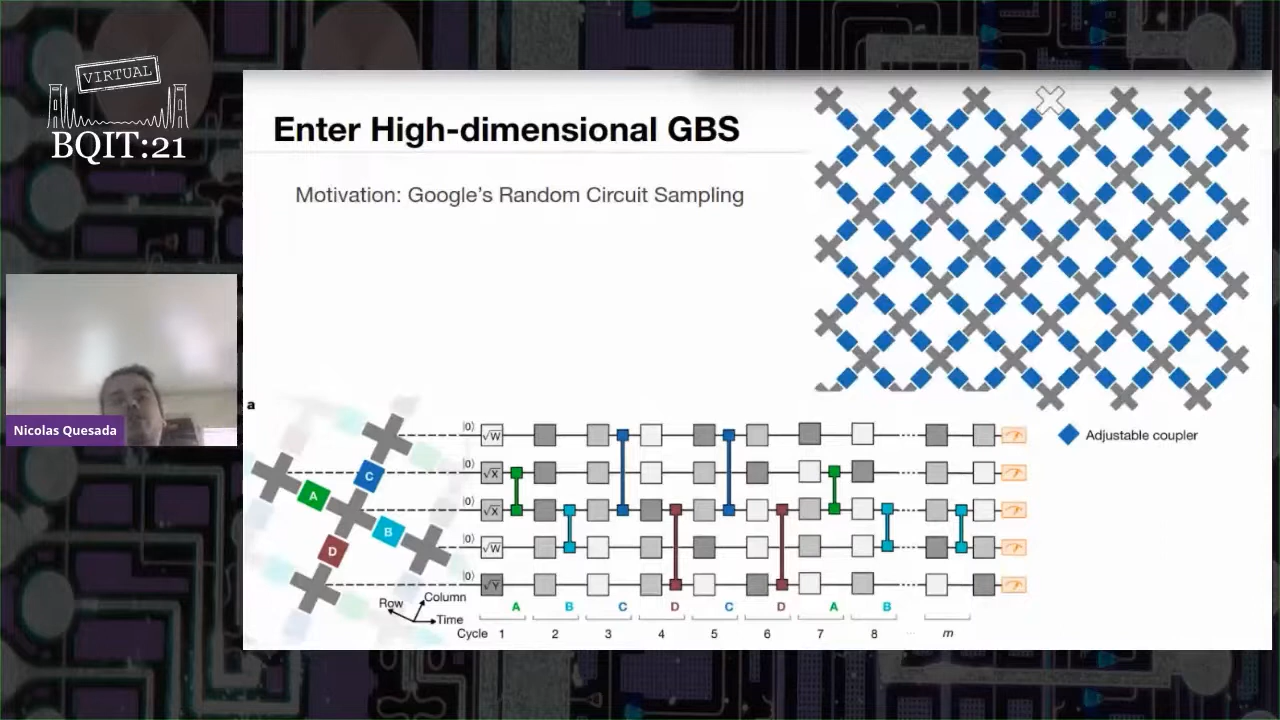 VIRTUAL
BQIT:21
Enter High-dimensional GBS
Motivation: Google's Random Circuit Sampling
Nicolas Quesada
Adjustable coupler
a
|0⟩ √W
|0⟩ √X
|0⟩ √X
|0⟩ √W
|0⟩ √Y
C
A
B
D
Row
Column
Time
A B C D C D A B
Cycle 1 2 3 4 5 6 7 8 ... m